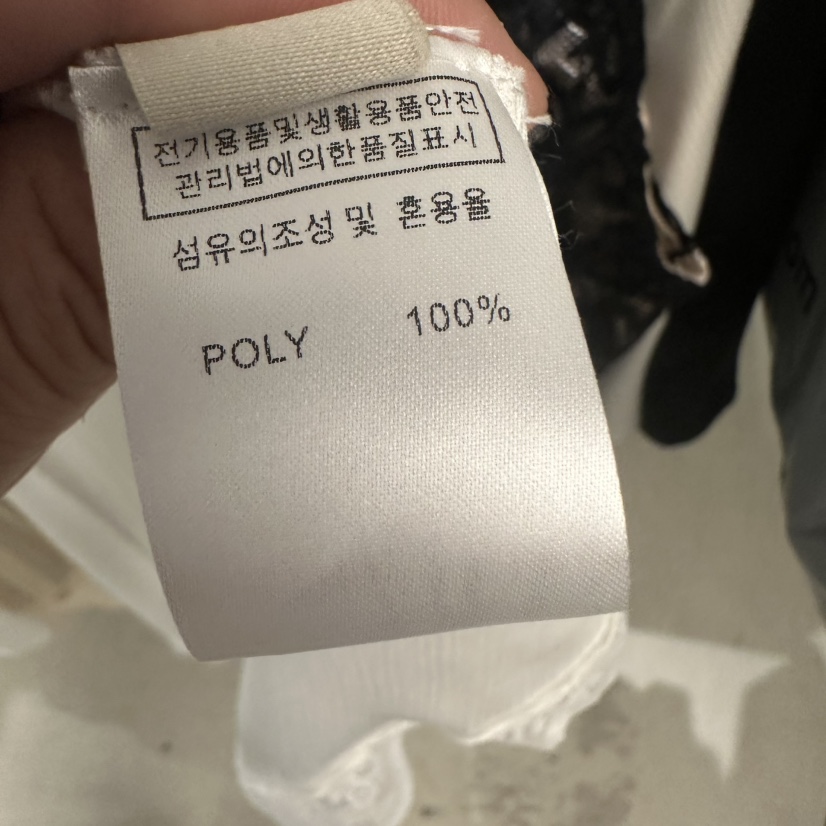 전기용품및생활용품안전
관리법에의한품질표시
섬유의조성 및 혼용율
POLY 100%